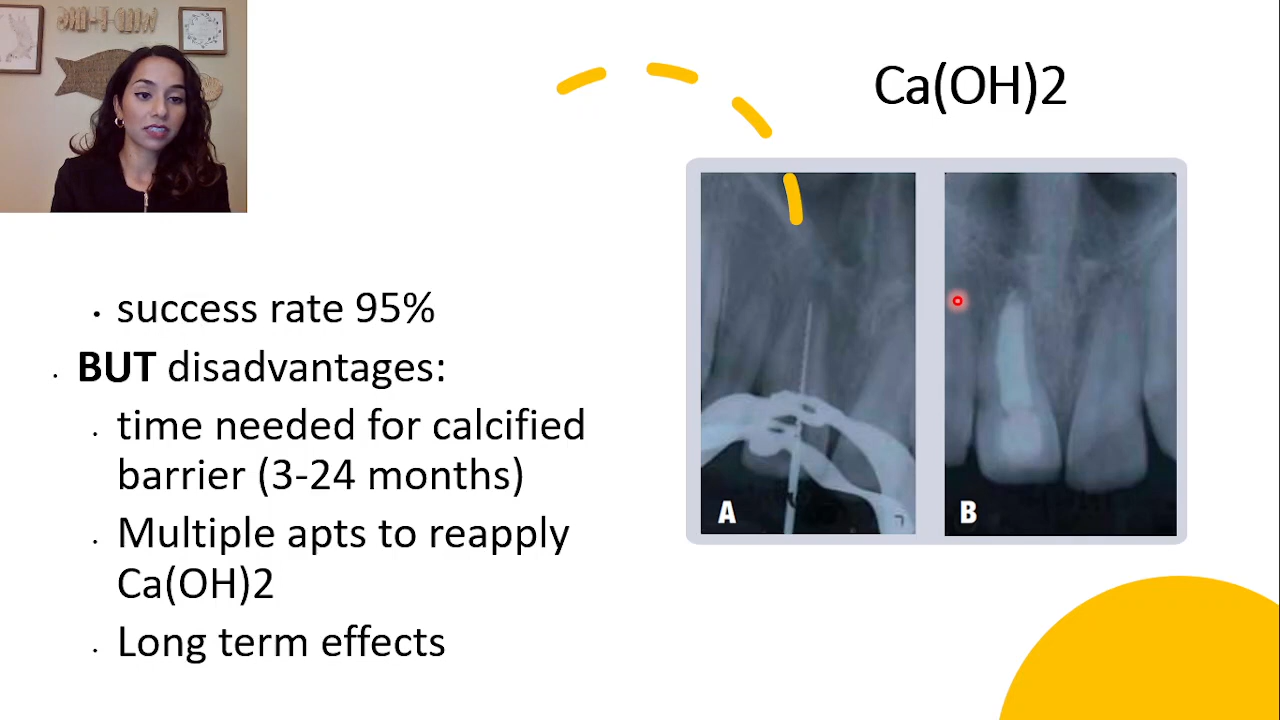 Ca(OH)2
success rate 95%
BUT disadvantages:
time needed for calcified
barrier (3-24 months)
Multiple apts to reapply
Ca(OH)2
Long term effects
A
B